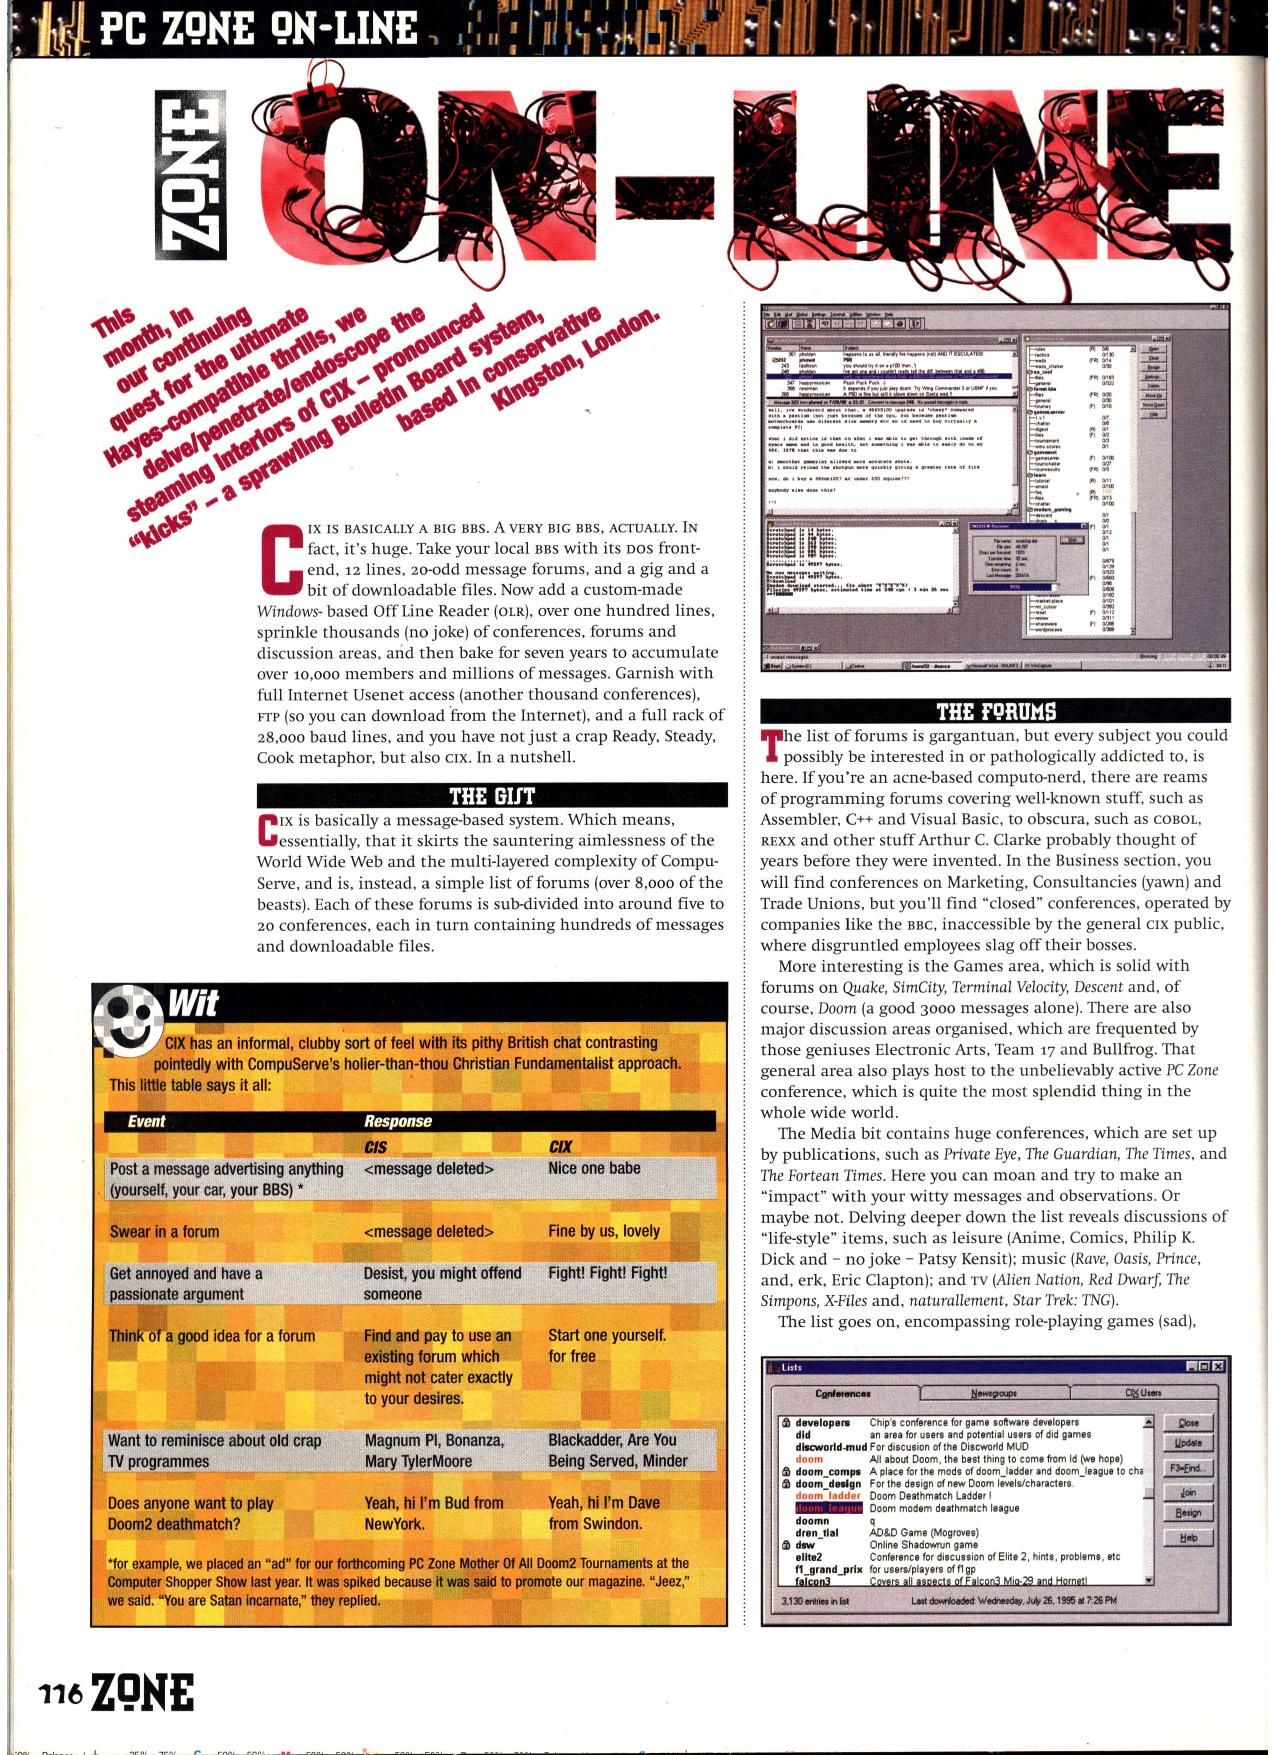 PC ZONE ON-LINE
ZONE
ON-LINE
This
month, in
our continuing
quest for the ultimate
Hayes-compatible thrills, we
delve/penetrate/endoscope the
steaming interiors of CIX – pronounced
“kicks” – a sprawling Bulletin Board system,
based in conservative
Kingston, London.
CIX IS BASICALLY A BIG BBS. A VERY BIG BBS, ACTUALLY. IN
fact, it's huge. Take your local BBS with its DOS front-
end, 12 lines, 20-odd message forums, and a gig and a
bit of downloadable files. Now add a custom-made
Windows- based Off Line Reader (OLR), over one hundred lines,
sprinkle thousands (no joke) of conferences, forums and
discussion areas, and then bake for seven years to accumulate
over 10,000 members and millions of messages. Garnish with
full Internet Usenet access (another thousand conferences),
FTP (so you can download from the Internet), and a full rack of
28,000 baud lines, and you have not just a crap Ready, Steady,
Cook metaphor, but also CIX. In a nutshell.
THE GIST
CIX is basically a message-based system. Which means,
essentially, that it skirts the sauntering aimlessness of the
World Wide Web and the multi-layered complexity of Compu-
Serve, and is, instead, a simple list of forums (over 8,000 of the
beasts). Each of these forums is sub-divided into around five to
20 conferences, each in turn containing hundreds of messages
and downloadable files.
Wit
CIX has an informal, clubby sort of feel with its pithy British chat contrasting
pointedly with CompuServe's holier-than-thou Christian Fundamentalist approach.
This little table says it all:
Event Response
CIS CIX
Post a message advertising anything <message deleted> Nice one babe
(yourself, your car, your BBS) *
Swear in a forum <message deleted> Fine by us, lovely
Get annoyed and have a Desist, you might offend Fight! Fight! Fight!
passionate argument someone
Think of a good idea for a forum Find and pay to use an Start one yourself.
existing forum which for free
might not cater exactly
to your desires.
Want to reminisce about old crap Magnum PI, Bonanza, Blackadder, Are You
TV programmes Mary TylerMoore Being Served, Minder
Does anyone want to play Yeah, hi I'm Bud from Yeah, hi I'm Dave
Doom2 deathmatch? NewYork. from Swindon.
*for example, we placed an “ad” for our forthcoming PC Zone Mother Of All Doom2 Tournaments at the
Computer Shopper Show last year. It was spiked because it was said to promote our magazine. “Jeez,”
we said. “You are Satan incarnate,” they replied.
THE FORUMS
The list of forums is gargantuan, but every subject you could
possibly be interested in or pathologically addicted to, is
here. If you're an acne-based computo-nerd, there are reams
of programming forums covering well-known stuff, such as
Assembler, C++ and Visual Basic, to obscura, such as COBOL,
REXX and other stuff Arthur C. Clarke probably thought of
years before they were invented. In the Business section, you
will find conferences on Marketing, Consultancies (yawn) and
Trade Unions, but you'll find “closed” conferences, operated by
companies like the BBC, inaccessible by the general CIX public,
where disgruntled employees slag off their bosses.
More interesting is the Games area, which is solid with
forums on Quake, SimCity, Terminal Velocity, Descent and, of
course, Doom (a good 3000 messages alone). There are also
major discussion areas organised, which are frequented by
those geniuses Electronic Arts, Team 17 and Bullfrog. That
general area also plays host to the unbelievably active PC Zone
conference, which is quite the most splendid thing in the
whole wide world.
The Media bit contains huge conferences, which are set up
by publications, such as Private Eye, The Guardian, The Times, and
The Fortean Times. Here you can moan and try to make an
“impact” with your witty messages and observations. Or
maybe not. Delving deeper down the list reveals discussions of
“life-style” items, such as leisure (Anime, Comics, Philip K.
Dick and – no joke – Patsy Kensit); music (Rave, Oasis, Prince,
and, erk, Eric Clapton); and TV (Alien Nation, Red Dwarf, The
Simpons, X-Files and, naturallement, Star Trek: TNG).
The list goes on, encompassing role-playing games (sad),
Lists
Conferences Newsgroups CIX Users
developers Chip's conference for game software developers
did an area for users and potential users of did games
discworld-mud For discusion of the Discworld MUD
doom All about Doom, the best thing to come from Id (we hope)
doom_comps A place for the mods of doom_ladder and doom_league to cha
doom_design For the design of new Doom levels/characters.
doom_ladder Doom Deathmatch Ladder !
doom_league Doom modem deathmatch league
doomn q
dren_tial AD&D Game (Mogroves)
dsw Online Shadowrun game
elite2 Conference for discussion of Elite 2, hints, problems, etc
f1_grand_prix for users/players of f1gp
falcon3 Covers all aspects of Falcon3 Mig-29 and Hornet!
Close
Update
F3=Find...
Join
Resign
Help
3,130 entries in list Last downloaded: Wednesday, July 26, 1995 at 7:26 PM
116 ZONE